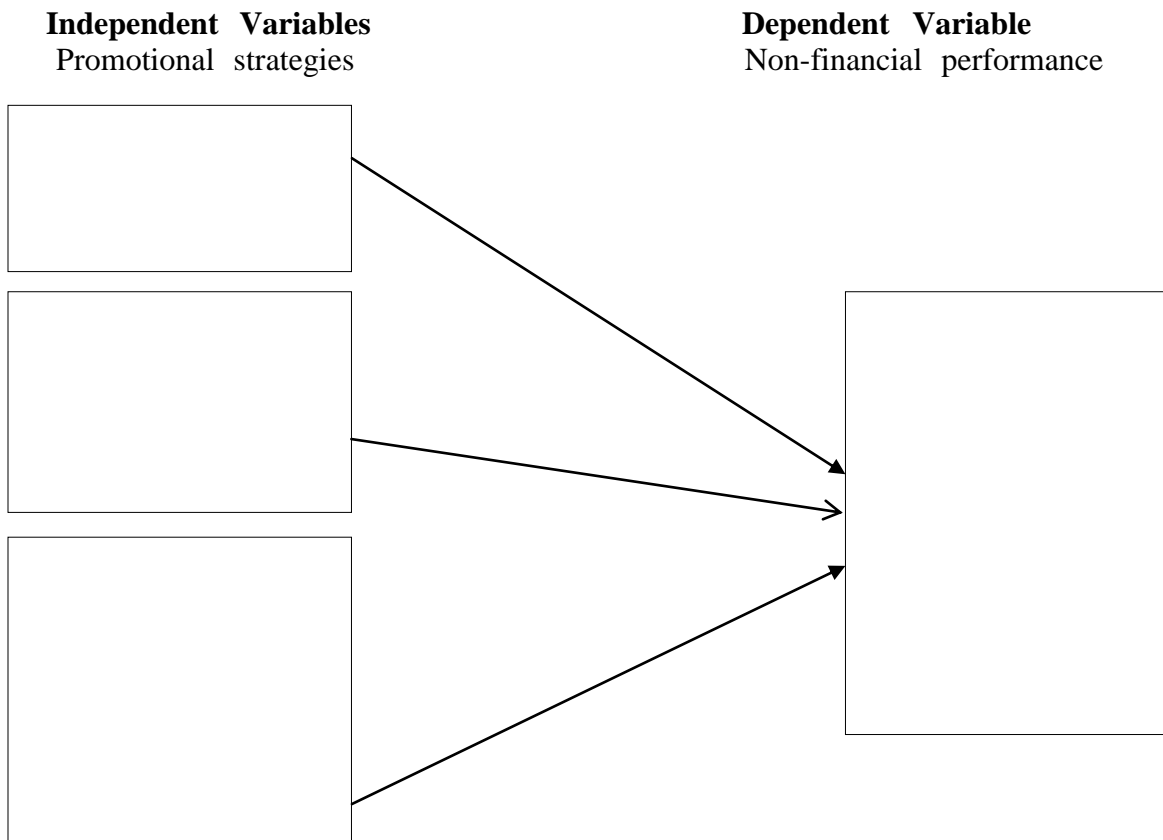 Independent Variables
Promotional strategies
Dependent Variable
Non-financial performance